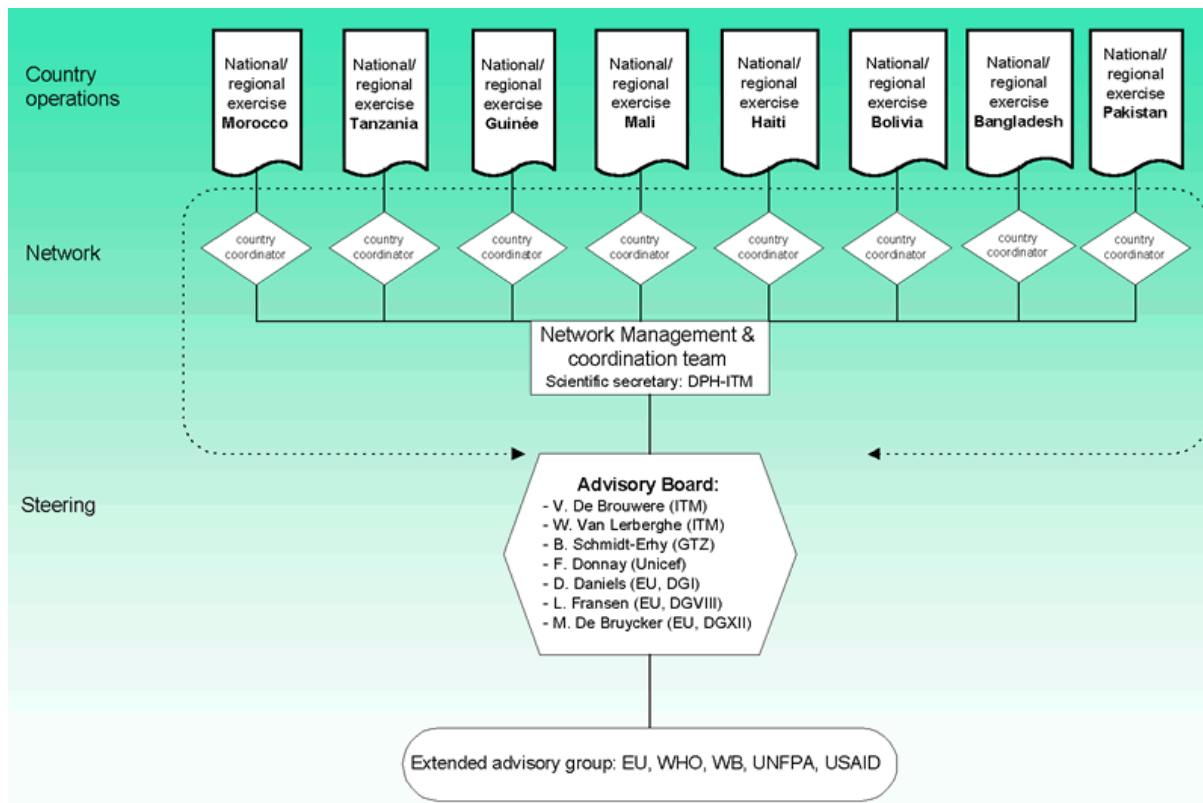 Country
operations
National/
regional
exercise
Morocco
National/
regional
exercise
Tanzania
National/
regional
exercise
Guinée
National/
regional
exercise
Mali
National/
regional
exercise
Haiti
National/
regional
exercise
Bolivia
National/
regional
exercise
Bangladesh
National/
regional
exercise
Pakistan
Network
country
coordinator
country
coordinator
country
coordinator
country
coordinator
country
coordinator
country
coordinator
country
coordinator
country
coordinator
Network Management &
coordination team
Scientific secretary: DPH-ITM
Steering
Advisory Board:
- V. De Brouwere (ITM)
- W. Van Lerberghe (ITM)
- B. Schmidt-Erhy (GTZ)
- F. Donnay (Unicef)
- D. Daniels (EU, DGI)
- L. Fransen (EU, DGVIII)
- M. De Bruycker (EU, DGXII)
Extended advisory group: EU, WHO, WB, UNFPA, USAID